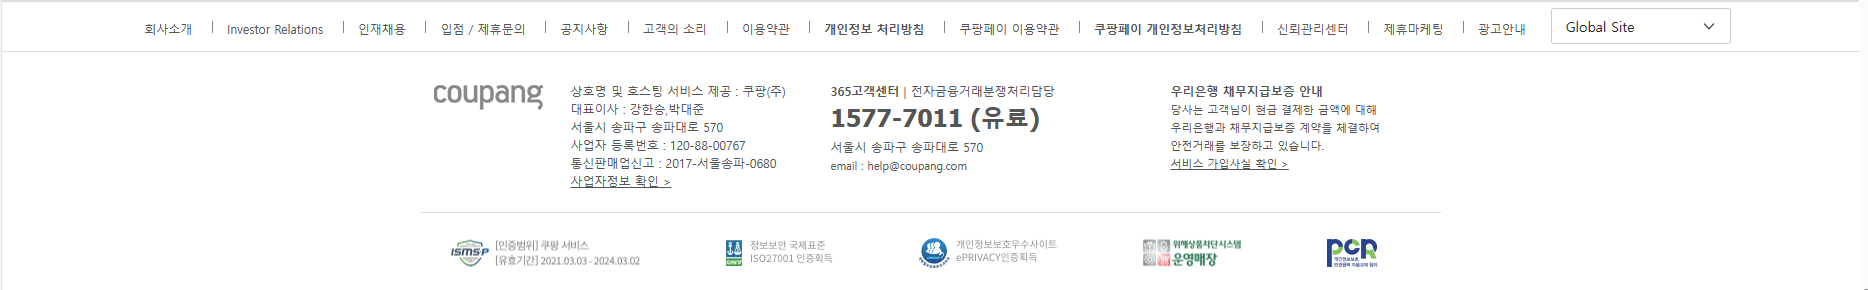 회사소개 | Investor Relations | 인재채용 | 입점 / 제휴문의 | 공지사항 | 고객의 소리 | 이용약관 | 개인정보 처리방침 | 쿠팡페이 이용약관 | 쿠팡페이 개인정보처리방침 | 신뢰관리센터 | 제휴마케팅 | 광고안내 Global Site
coupang
상호명 및 호스팅 서비스 제공 : 쿠팡(주)
대표이사 : 강한승,박대준
서울시 송파구 송파대로 570
사업자 등록번호 : 120-88-00767
통신판매업신고 : 2017-서울송파-0680
사업자정보 확인 >
365고객센터 | 전자금융거래분쟁처리담당
1577-7011 (유료)
서울시 송파구 송파대로 570
email : help@coupang.com
우리은행 채무지급보증 안내
당사는 고객님이 현금 결제한 금액에 대해
우리은행과 채무지급보증 계약을 체결하여
안전거래를 보장하고 있습니다.
서비스 가입사실 확인 >
ISMS-P
[인증범위] 쿠팡 서비스
[유효기간] 2021.03.03 - 2024.03.02
DNV
정보보안 국제표준
ISO27001 인증획득
개인정보보호우수사이트
ePRIVACY인증획득
위해상품차단시스템
운영매장
PCR
개인정보보호
민관협력 자율규제 참여